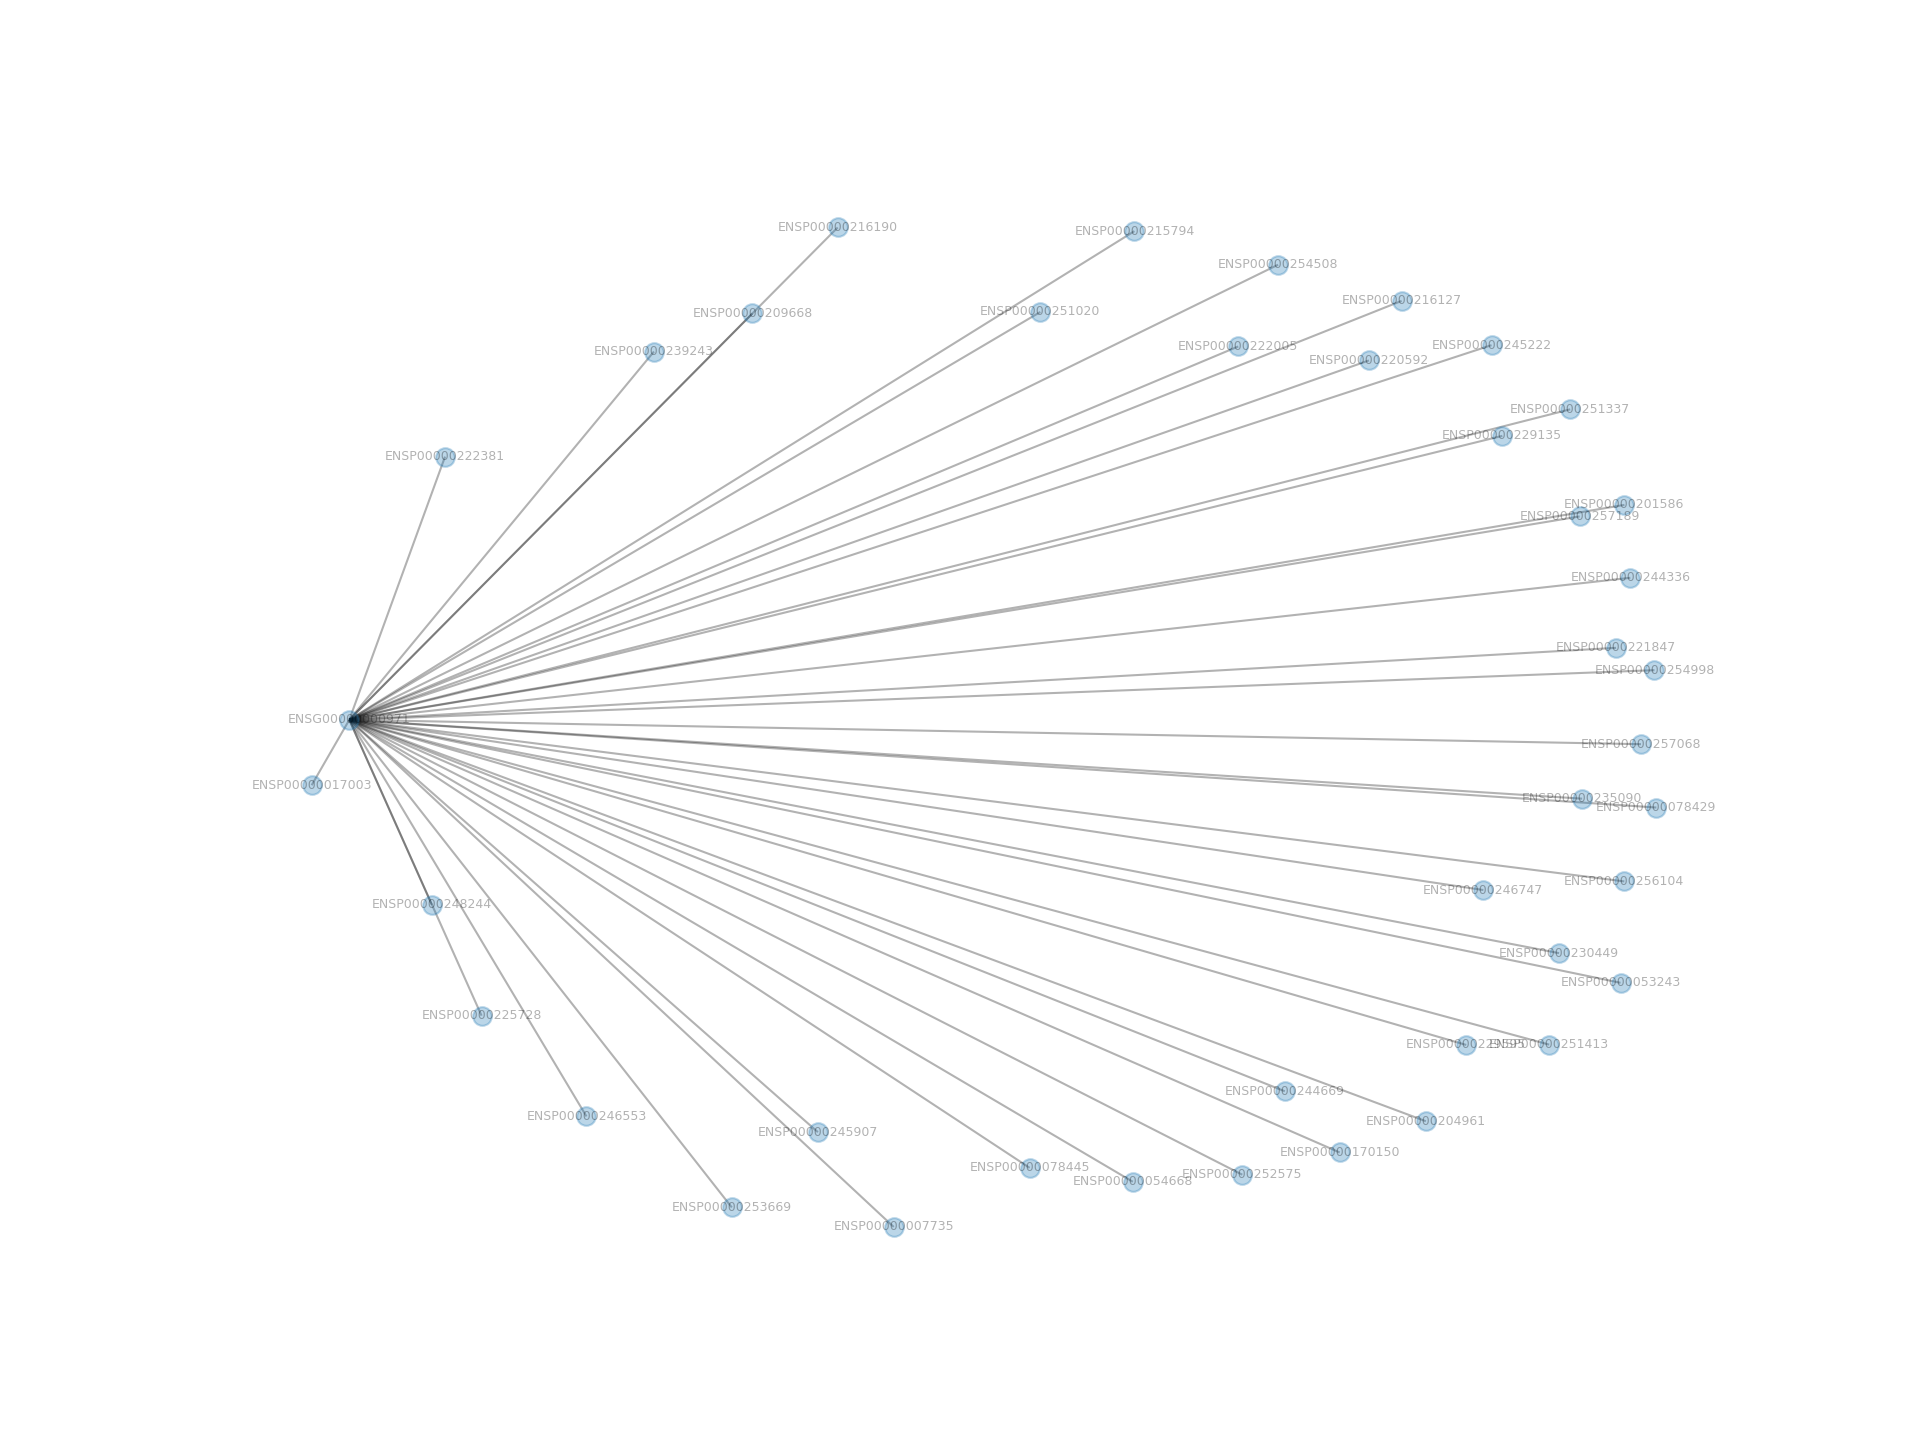 ENSP00000216190
ENSP00000215794
ENSP00000254508
ENSP00000216127
ENSP00000209668
ENSP00000251020
ENSP00000222005
ENSP00000245222
ENSP00000239243
ENSP00000220592
ENSP00000251337
ENSP00000229135
ENSP00000222381
ENSP00000201586
ENSP00000257189
ENSP00000244336
ENSP00000221847
ENSP00000254998
ENSG00000000971
ENSP00000257068
ENSP00000017003
ENSP00000235090
ENSP00000078429
ENSP00000256104
ENSP00000246747
ENSP00000248244
ENSP00000230449
ENSP00000053243
ENSP00000225728
ENSP00000251413
ENSP00000244669
ENSP00000246553
ENSP00000204961
ENSP00000245907
ENSP00000170150
ENSP00000078445
ENSP00000252575
ENSP00000054668
ENSP00000253669
ENSP00000007735